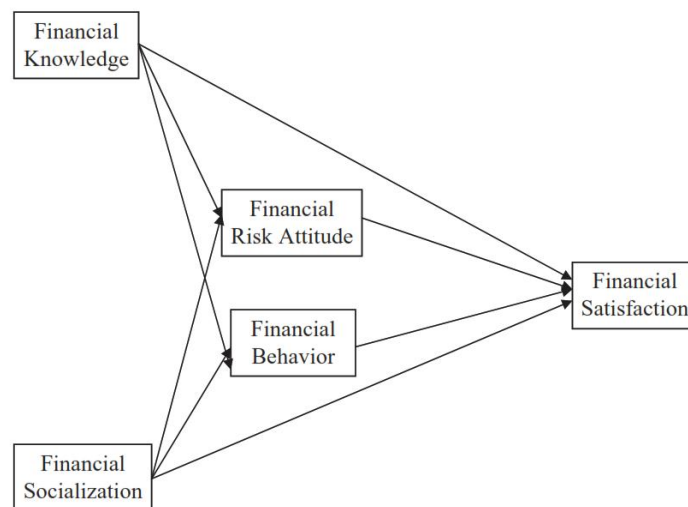 Financial
Knowledge
Financial
Risk Attitude
Financial
Satisfaction
Financial
Behavior
Financial
Socialization